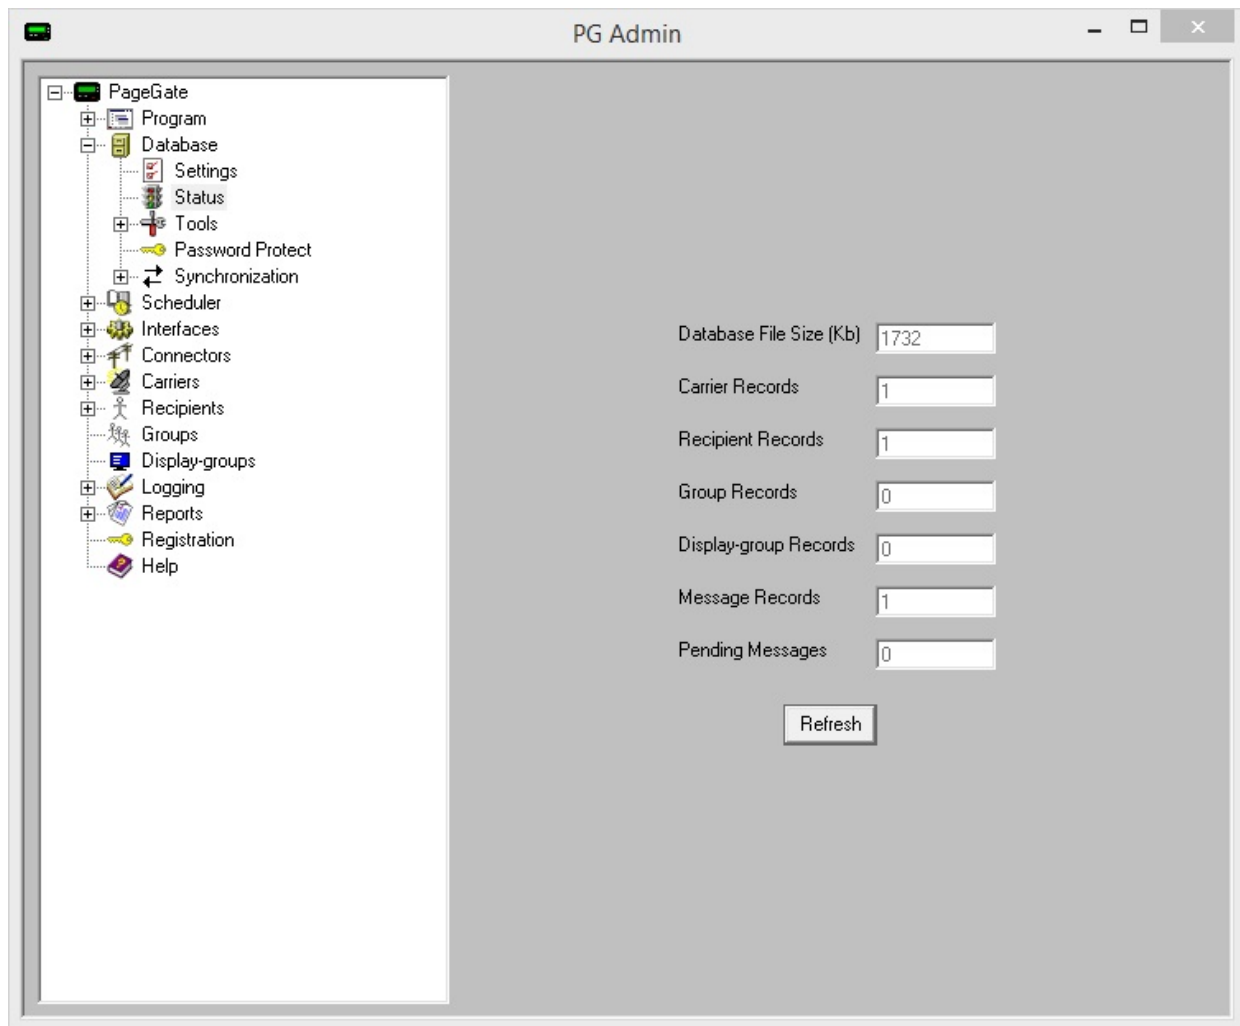 PG Admin
PageGate
Program
Database
Settings
Status
Tools
Password Protect
Synchronization
Scheduler
Interfaces
Connectors
Carriers
Recipients
Groups
Display-groups
Logging
Reports
Registration
Help
Database File Size (Kb) 1732
Carrier Records 1
Recipient Records 1
Group Records 0
Display-group Records 0
Message Records 1
Pending Messages 0
Refresh